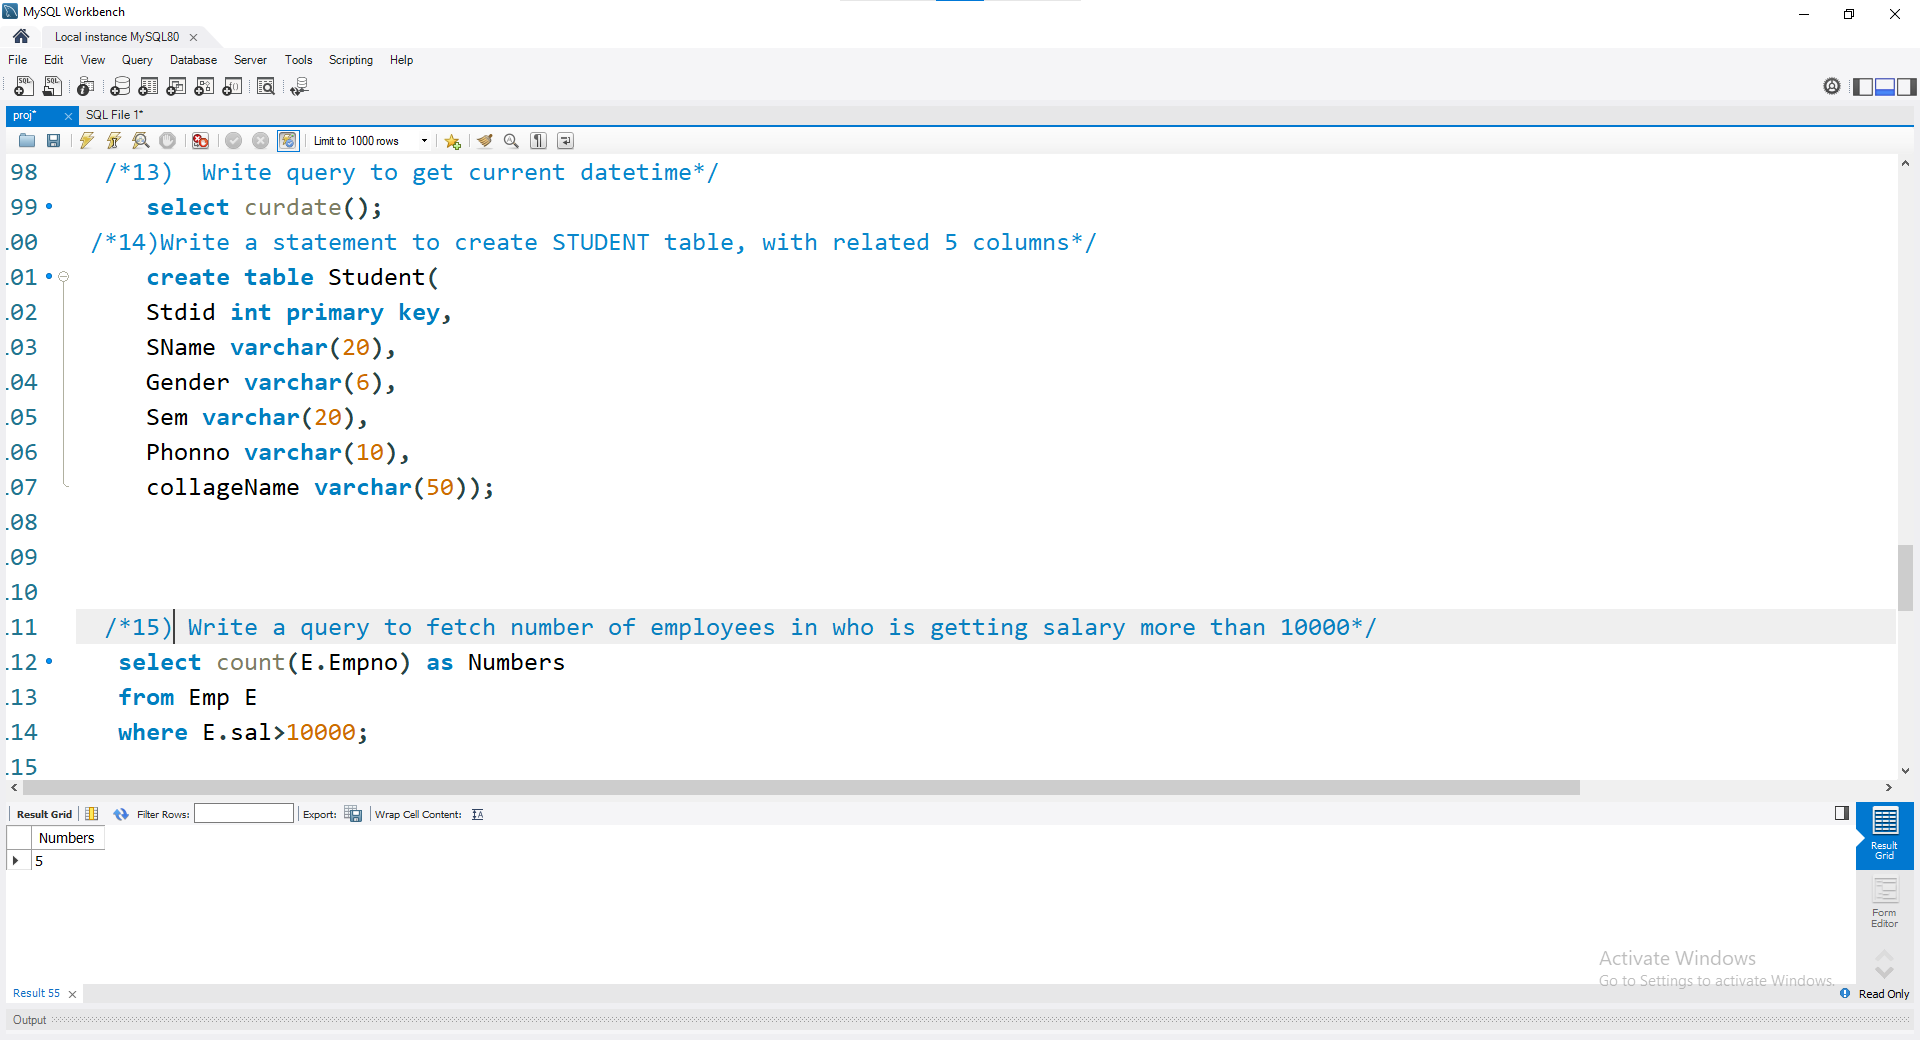 MySQL Workbench
Local instance MySQL80
File Edit View Query Database Server Tools Scripting Help
proj* SQL File 1*
Limit to 1000 rows
98 /*13)  Write query to get current datetime*/
99 select curdate();
00 /*14)Write a statement to create STUDENT table, with related 5 columns*/
01 create table Student(
02 Stdid int primary key,
03 SName varchar(20),
04 Gender varchar(6),
05 Sem varchar(20),
06 Phonno varchar(10),
07 collageName varchar(50));
08
09
10
11 /*15) Write a query to fetch number of employees in who is getting salary more than 10000*/
12 select count(E.Empno) as Numbers
13 from Emp E
14 where E.sal>10000;
15
Result Grid Filter Rows: Export: Wrap Cell Content:
Numbers
5
Result
Grid
Form
Editor
Activate Windows
Go to Settings to activate Windows.
Result 55 Read Only
Output